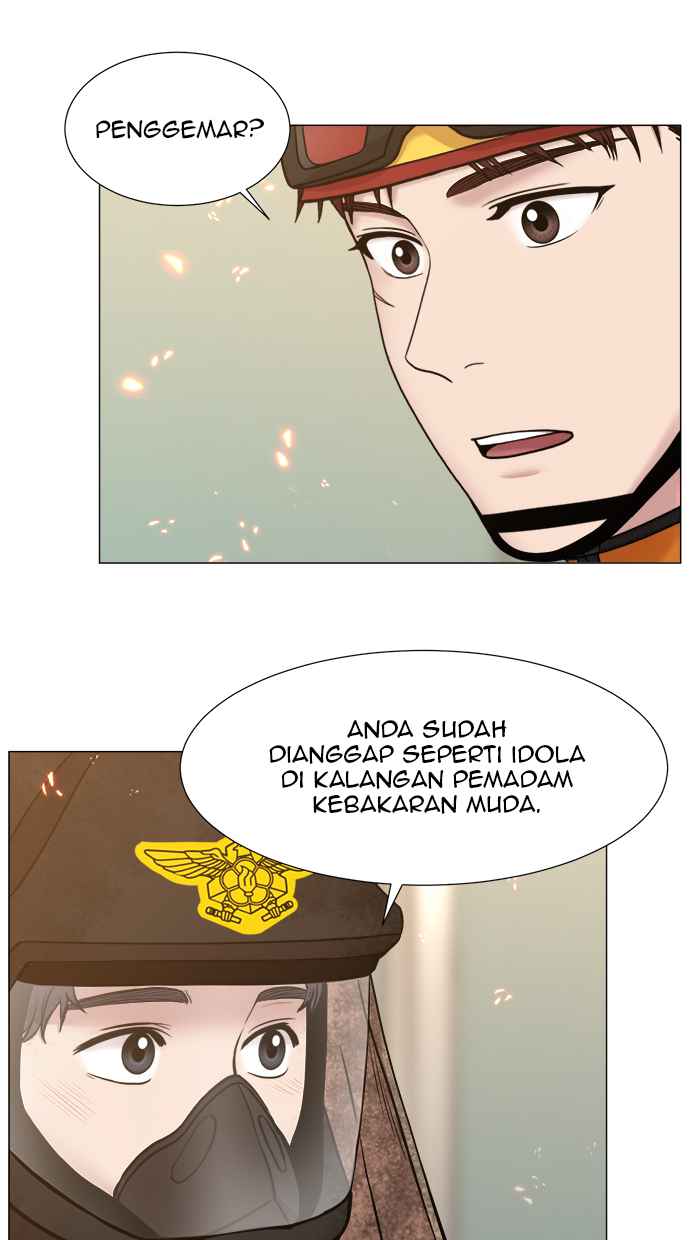 PENGGEMAR?
ANDA SUDAH
DIANGGAP SEPERTI IDOLA
DI KALANGAN PEMADAM
KEBAKARAN MUDA.